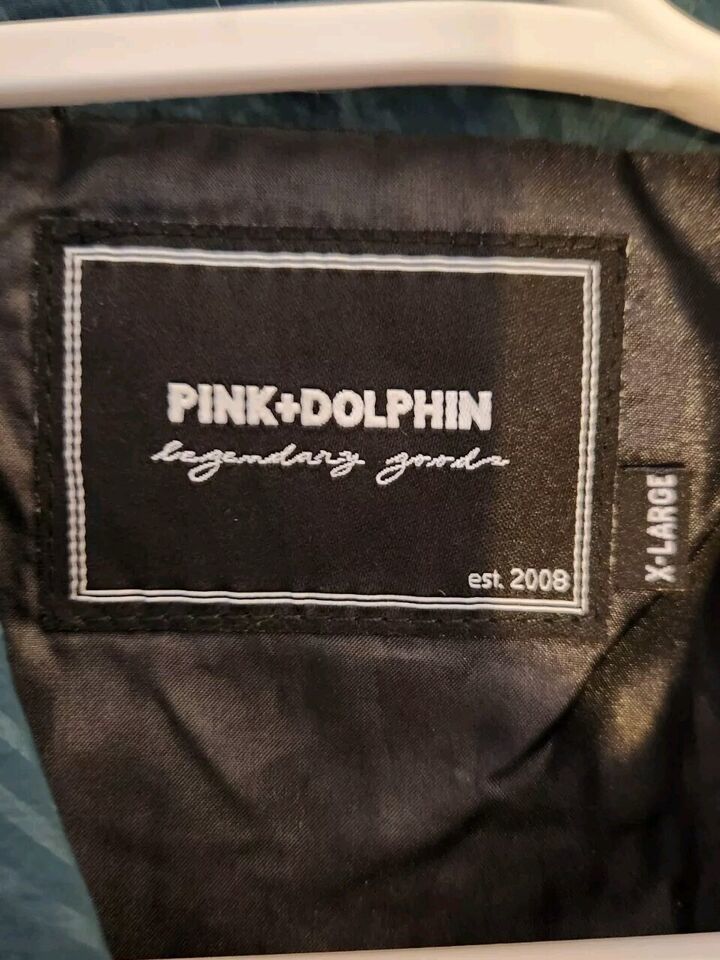 PINK+DOLPHIN
legendary goods
est. 2008
X-LARGE